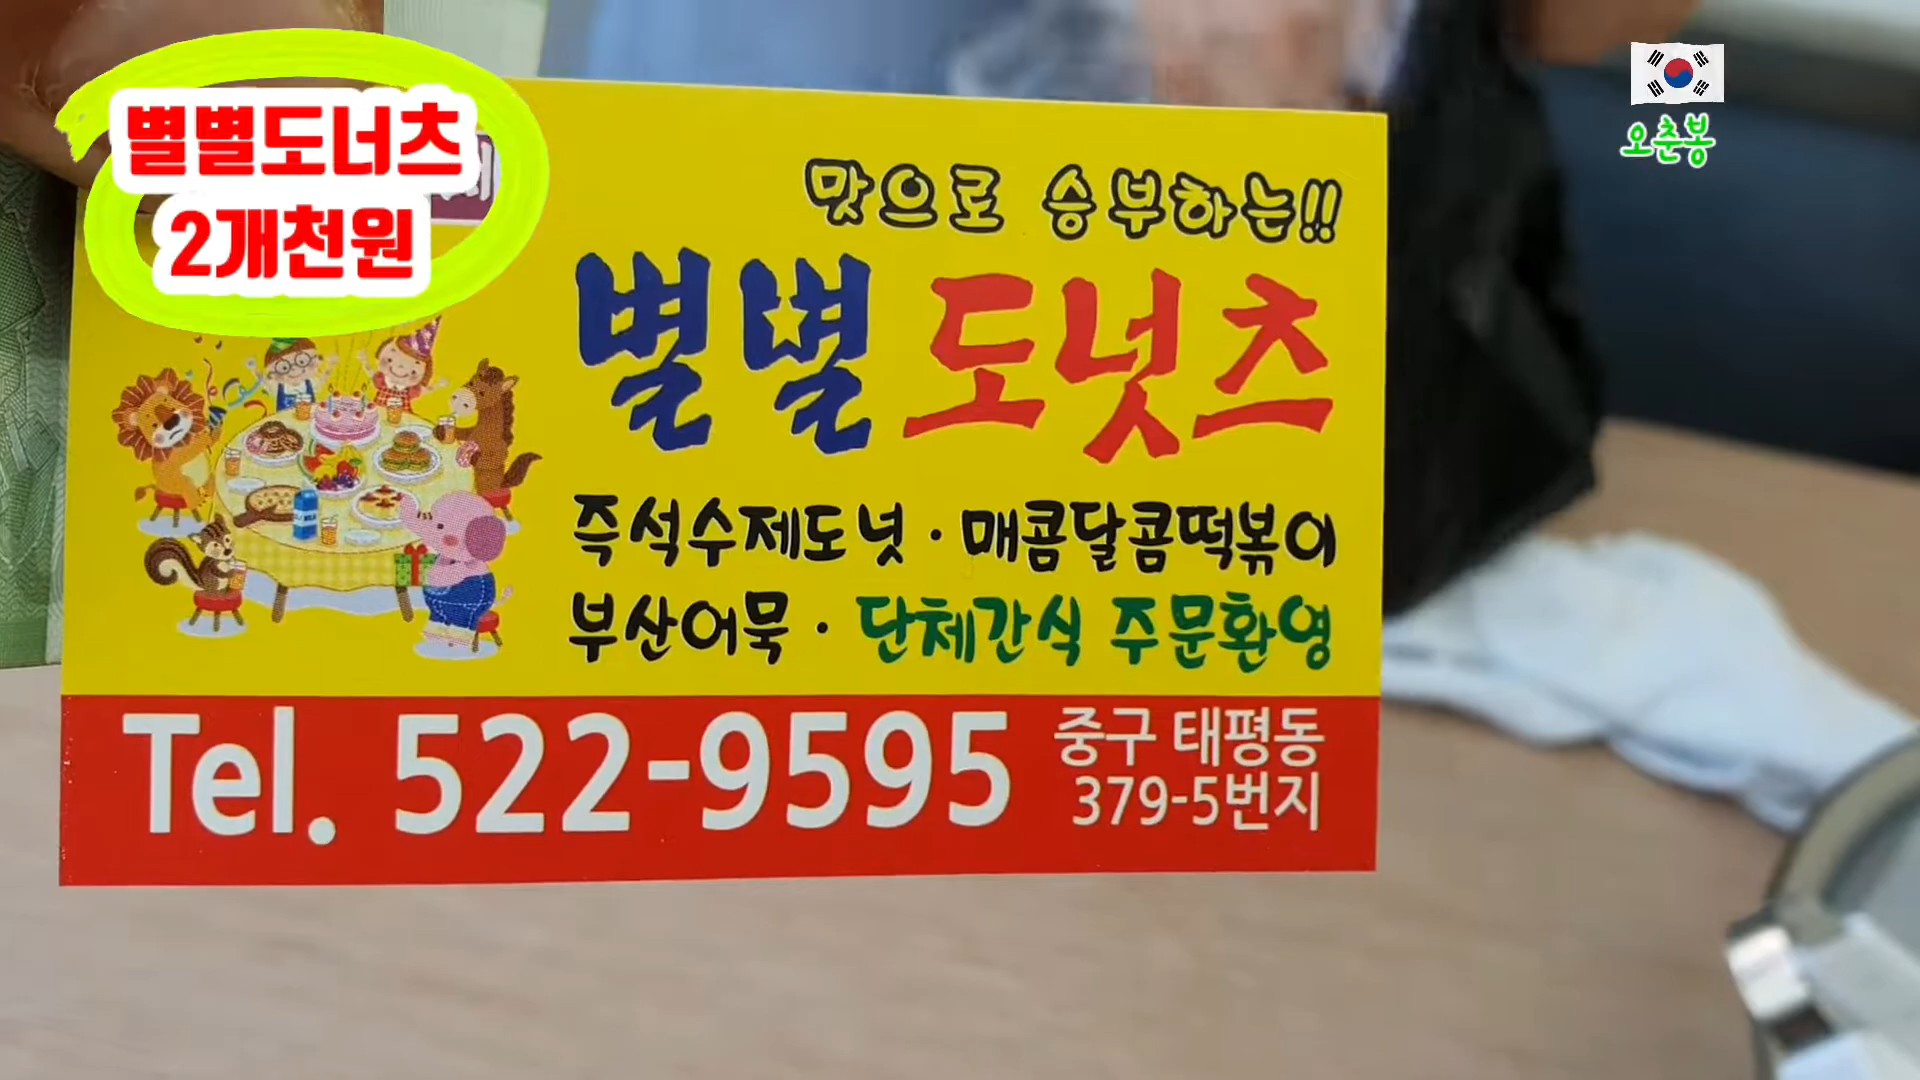 별별도너츠
2개천원
오춘봉
맛으로 승부하는!!
별별 도넛츠
즉석수제도넛 · 매콤달콤떡볶이
부산어묵 · 단체간식 주문환영
Tel. 522-9595
중구 태평동
379-5번지